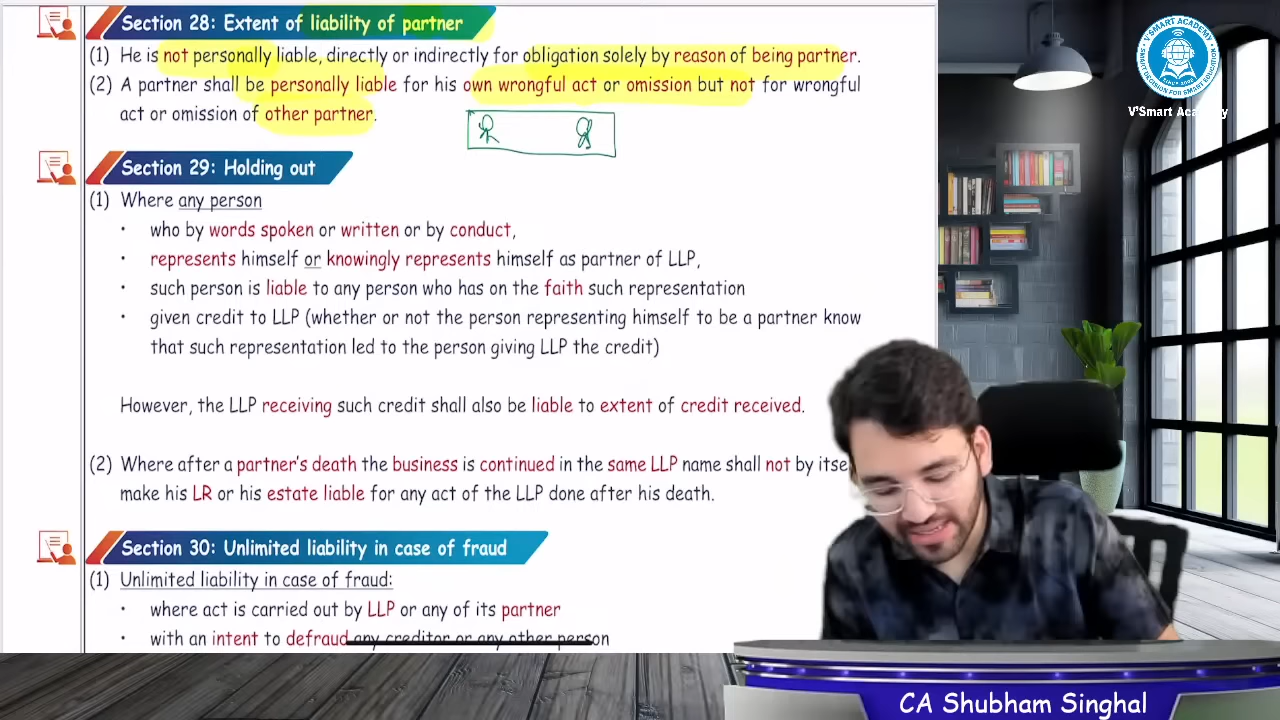 Section 28: Extent of liability of partner
(1) He is not personally liable, directly or indirectly for obligation solely by reason of being partner.
(2) A partner shall be personally liable for his own wrongful act or omission but not for wrongful
act or omission of other partner.
Section 29: Holding out
(1) Where any person
• who by words spoken or written or by conduct,
• represents himself or knowingly represents himself as partner of LLP,
• such person is liable to any person who has on the faith such representation
• given credit to LLP (whether or not the person representing himself to be a partner know
that such representation led to the person giving LLP the credit)
However, the LLP receiving such credit shall also be liable to extent of credit received.
(2) Where after a partner's death the business is continued in the same LLP name shall not by itse
make his LR or his estate liable for any act of the LLP done after his death.
Section 30: Unlimited liability in case of fraud
(1) Unlimited liability in case of fraud:
• where act is carried out by LLP or any of its partner
• with an intent to defraud any creditor or any other person
V'SMART ACADEMY
SMART DECISION FOR SMART EDUCATION
V'Smart Academy
CA Shubham Singhal